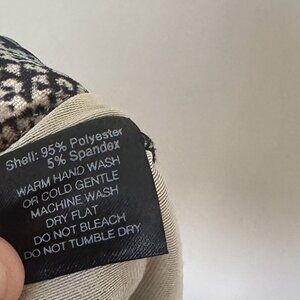 Shell: 95% Polyester
5% Spandex
WARM HAND WASH
OR COLD GENTLE
MACHINE WASH
DRY FLAT
DO NOT BLEACH
DO NOT TUMBLE DRY